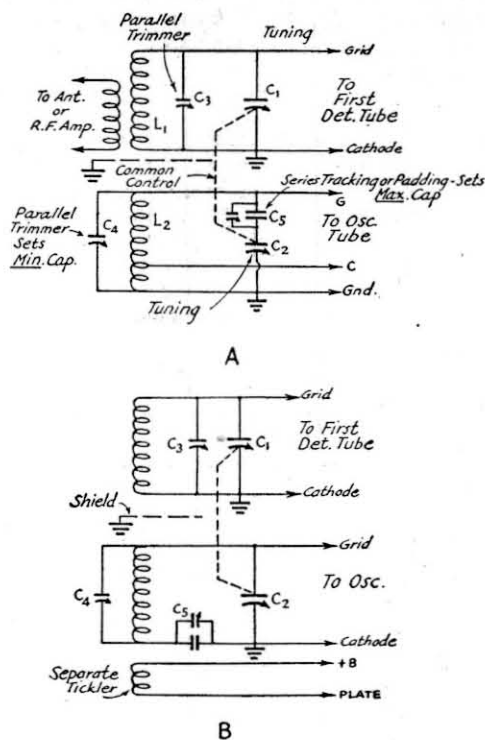 Parallel
Trimmer
Tuning
Grid
To Ant.
or
R.F. Amp.
L1
C3
C1
To
First
Det. Tube
Cathode
Common
Control
Series Tracking or Padding-Sets
Max. Cap
G
Parallel
Trimmer
Sets
Min. Cap.
C4
L2
C5
C2
To Osc.
Tube
C
Tuning
Gnd.
A
Grid
C3
C1
To First
Det. Tube
Cathode
Shield
Grid
C4
C5
C2
To Osc.
Cathode
+B
Separate
Tickler
PLATE
B